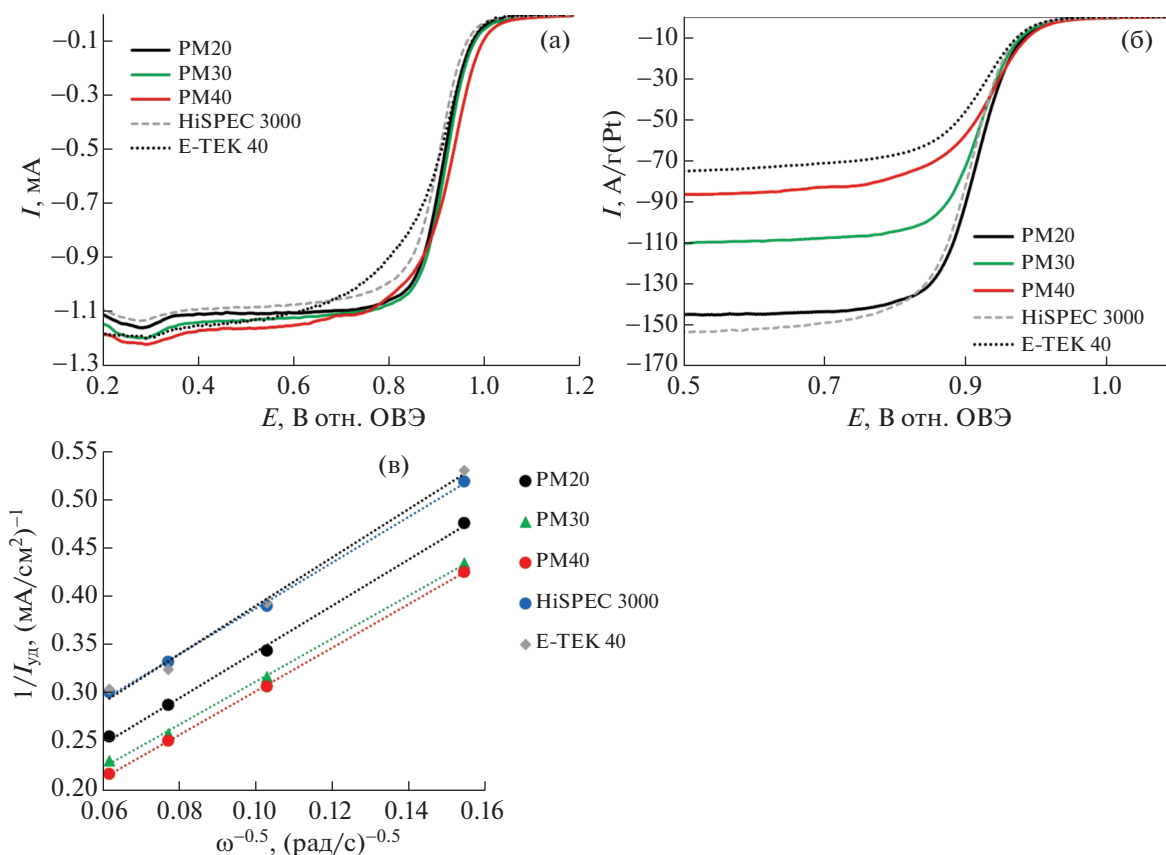 (а)
−0.1
−0.3
−0.5
−0.7
−0.9
−1.1
−1.3
I, мА
PM20
PM30
PM40
HiSPEC 3000
E-TEK 40
0.2 0.4 0.6 0.8 1.0 1.2
E, В отн. ОВЭ
(б)
−10
−30
−50
−70
−90
−110
−130
−150
−170
I, А/г(Pt)
PM20
PM30
PM40
HiSPEC 3000
E-TEK 40
0.5 0.7 0.9 1.0
E, В отн. ОВЭ
(в)
0.55
0.50
0.45
0.40
0.35
0.30
0.25
0.20
1/Iуд, (мА/см²)⁻¹
PM20
PM30
PM40
HiSPEC 3000
E-TEK 40
0.06 0.08 0.10 0.12 0.14 0.16
ω⁻⁰·⁵, (рад/с)⁻⁰·⁵